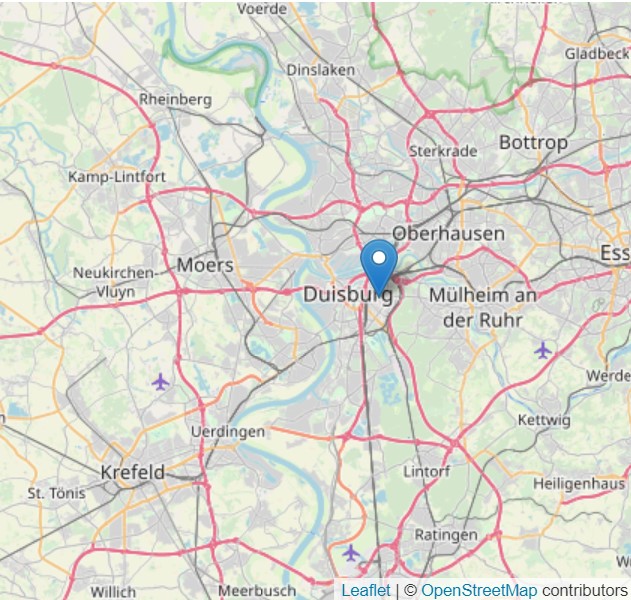 Voerde
Gladbeck
Dinslaken
Rheinberg
Bottrop
Sterkrade
Kamp-Lintfort
Oberhausen
Ess
Moers
Neukirchen-
Vluyn
Duisburg
Mülheim an
der Ruhr
Werde
Kettwig
Uerdingen
Krefeld
Lintorf
Heiligenhaus
St. Tönis
Ratingen
Willich
Meerbusch
Leaflet | © OpenStreetMap contributors